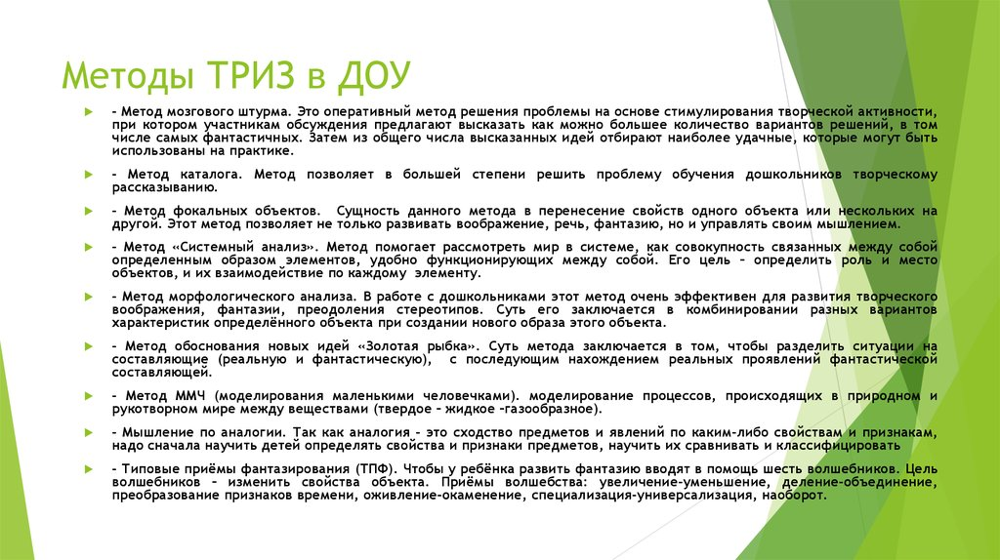 Методы ТРИЗ в ДОУ
- Метод мозгового штурма. Это оперативный метод решения проблемы на основе стимулирования творческой активности,
при котором участникам обсуждения предлагают высказать как можно большее количество вариантов решений, в том
числе самых фантастичных. Затем из общего числа высказанных идей отбирают наиболее удачные, которые могут быть
использованы на практике.
- Метод каталога. Метод позволяет в большей степени решить проблему обучения дошкольников творческому
рассказыванию.
- Метод фокальных объектов. Сущность данного метода в перенесение свойств одного объекта или нескольких на
другой. Этот метод позволяет не только развивать воображение, речь, фантазию, но и управлять своим мышлением.
- Метод «Системный анализ». Метод помогает рассмотреть мир в системе, как совокупность связанных между собой
определенным образом элементов, удобно функционирующих между собой. Его цель – определить роль и место
объектов, и их взаимодействие по каждому элементу.
- Метод морфологического анализа. В работе с дошкольниками этот метод очень эффективен для развития творческого
воображения, фантазии, преодоления стереотипов. Суть его заключается в комбинировании разных вариантов
характеристик определённого объекта при создании нового образа этого объекта.
- Метод обоснования новых идей «Золотая рыбка». Суть метода заключается в том, чтобы разделить ситуации на
составляющие (реальную и фантастическую), с последующим нахождением реальных проявлений фантастической
составляющей.
- Метод ММЧ (моделирования маленькими человечками). моделирование процессов, происходящих в природном и
рукотворном мире между веществами (твердое – жидкое –газообразное).
- Мышление по аналогии. Так как аналогия – это сходство предметов и явлений по каким-либо свойствам и признакам,
надо сначала научить детей определять свойства и признаки предметов, научить их сравнивать и классифицировать
- Типовые приёмы фантазирования (ТПФ). Чтобы у ребёнка развить фантазию вводят в помощь шесть волшебников. Цель
волшебников – изменить свойства объекта. Приёмы волшебства: увеличение-уменьшение, деление-объединение,
преобразование признаков времени, оживление-окаменение, специализация-универсализация, наоборот.